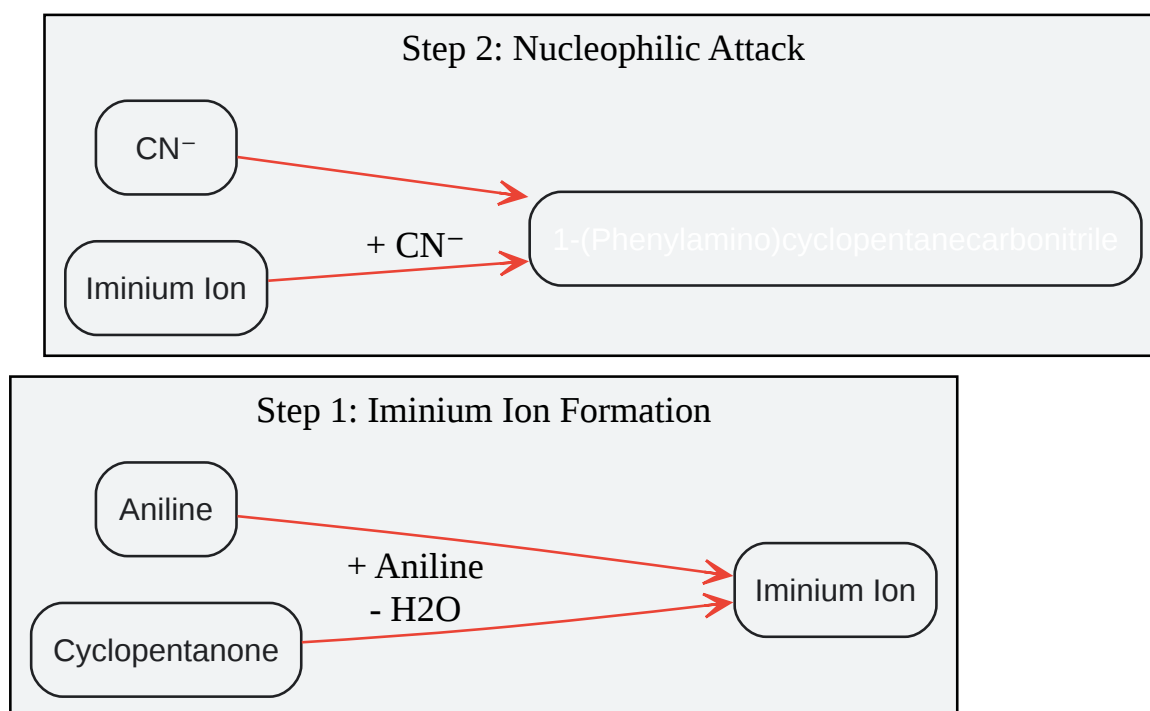 Step 2: Nucleophilic Attack
CN⁻
+ CN⁻
1-(Phenylamino)cyclopentanecarbonitrile
Iminium Ion
Step 1: Iminium Ion Formation
Aniline
+ Aniline
- H2O
Iminium Ion
Cyclopentanone